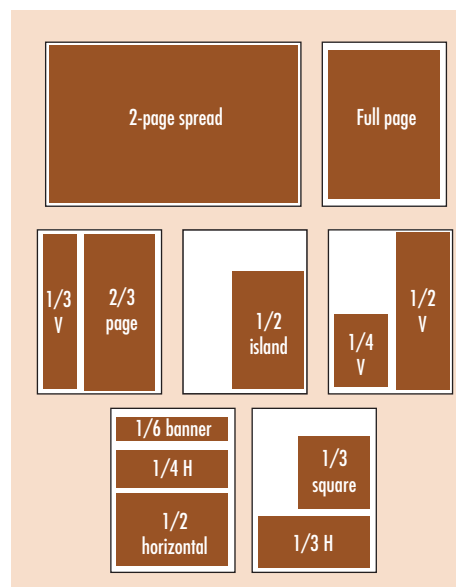 2-page spread
Full page
1/3
V
2/3
page
1/2
island
1/4
V
1/2
V
1/6 banner
1/4 H
1/2
horizontal
1/3
square
1/3 H